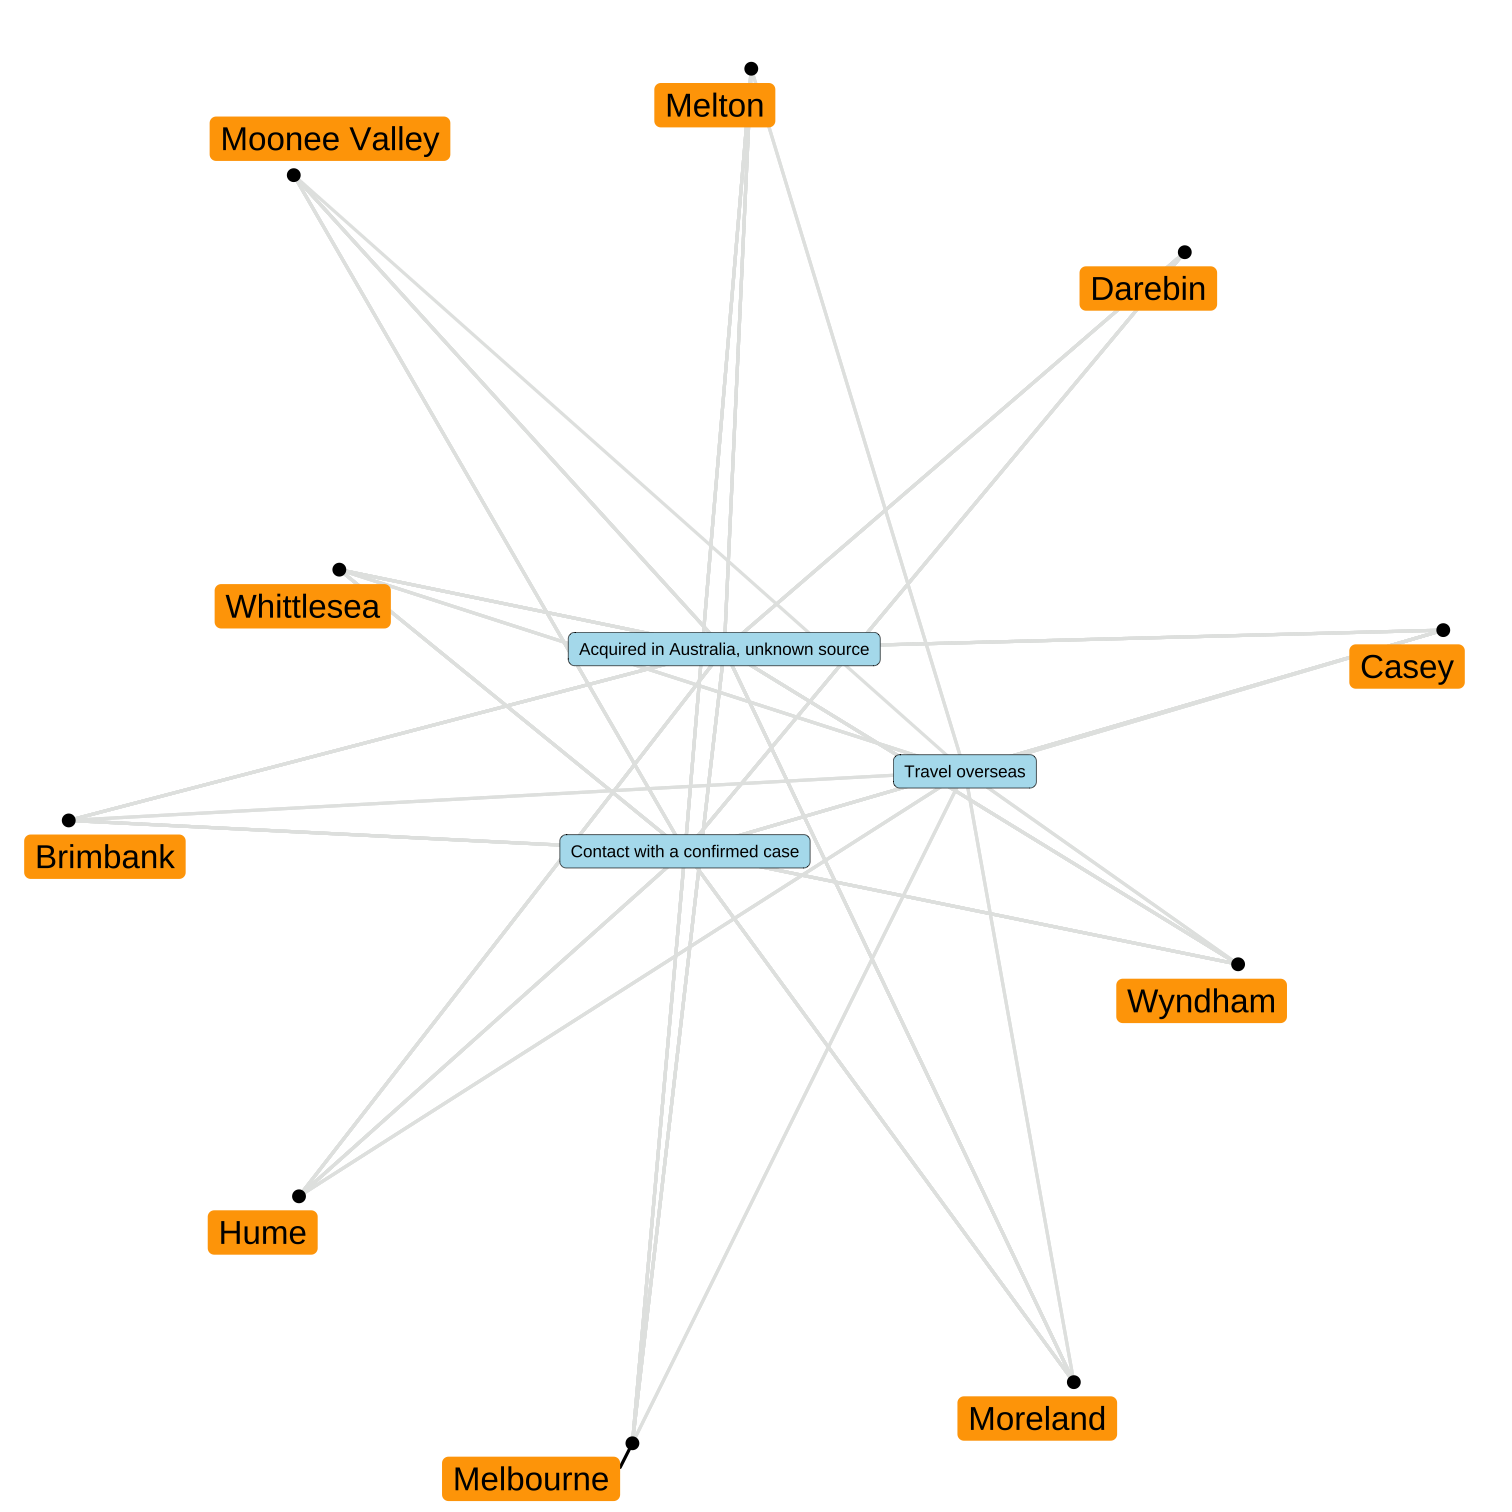 Melton
Moonee Valley
Darebin
Whittlesea
Acquired in Australia, unknown source
Casey
Travel overseas
Contact with a confirmed case
Brimbank
Wyndham
Hume
Moreland
Melbourne